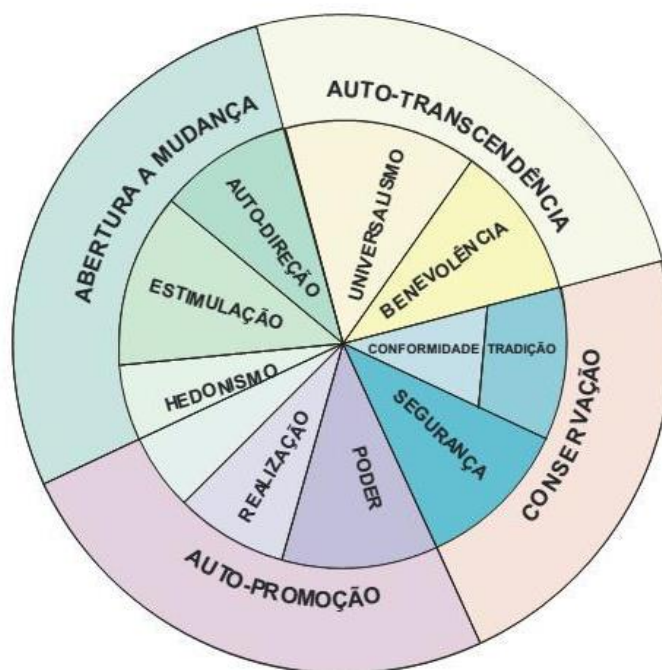 AUTO-TRANSCENDÊNCIA
ABERTURA A MUDANÇA
AUTO-DIREÇÃO
UNIVERSALISMO
BENEVOLÊNCIA
ESTIMULAÇÃO
CONFORMIDADE
TRADIÇÃO
HEDONISMO
SEGURANÇA
REALIZAÇÃO
PODER
CONSERVAÇÃO
AUTO-PROMOÇÃO